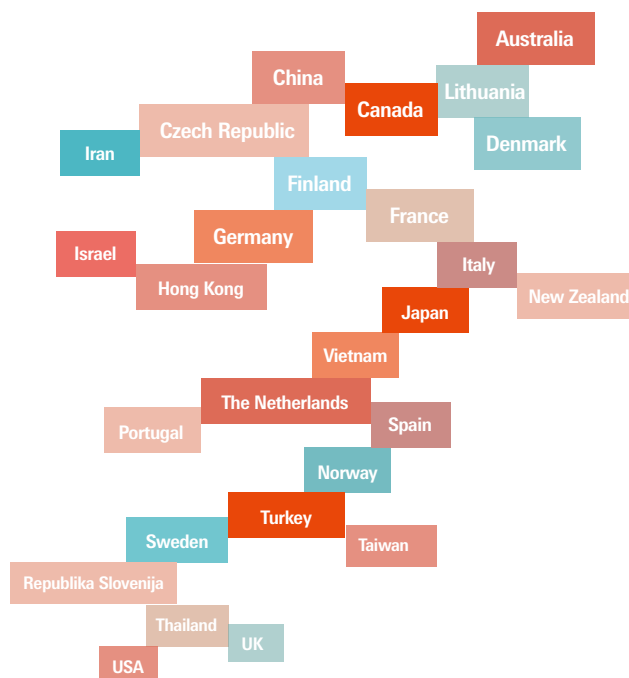 Australia
China
Lithuania
Canada
Czech Republic
Denmark
Iran
Finland
France
Germany
Israel
Italy
Hong Kong
New Zealand
Japan
Vietnam
The Netherlands
Spain
Portugal
Norway
Turkey
Sweden
Taiwan
Republika Slovenija
Thailand
UK
USA